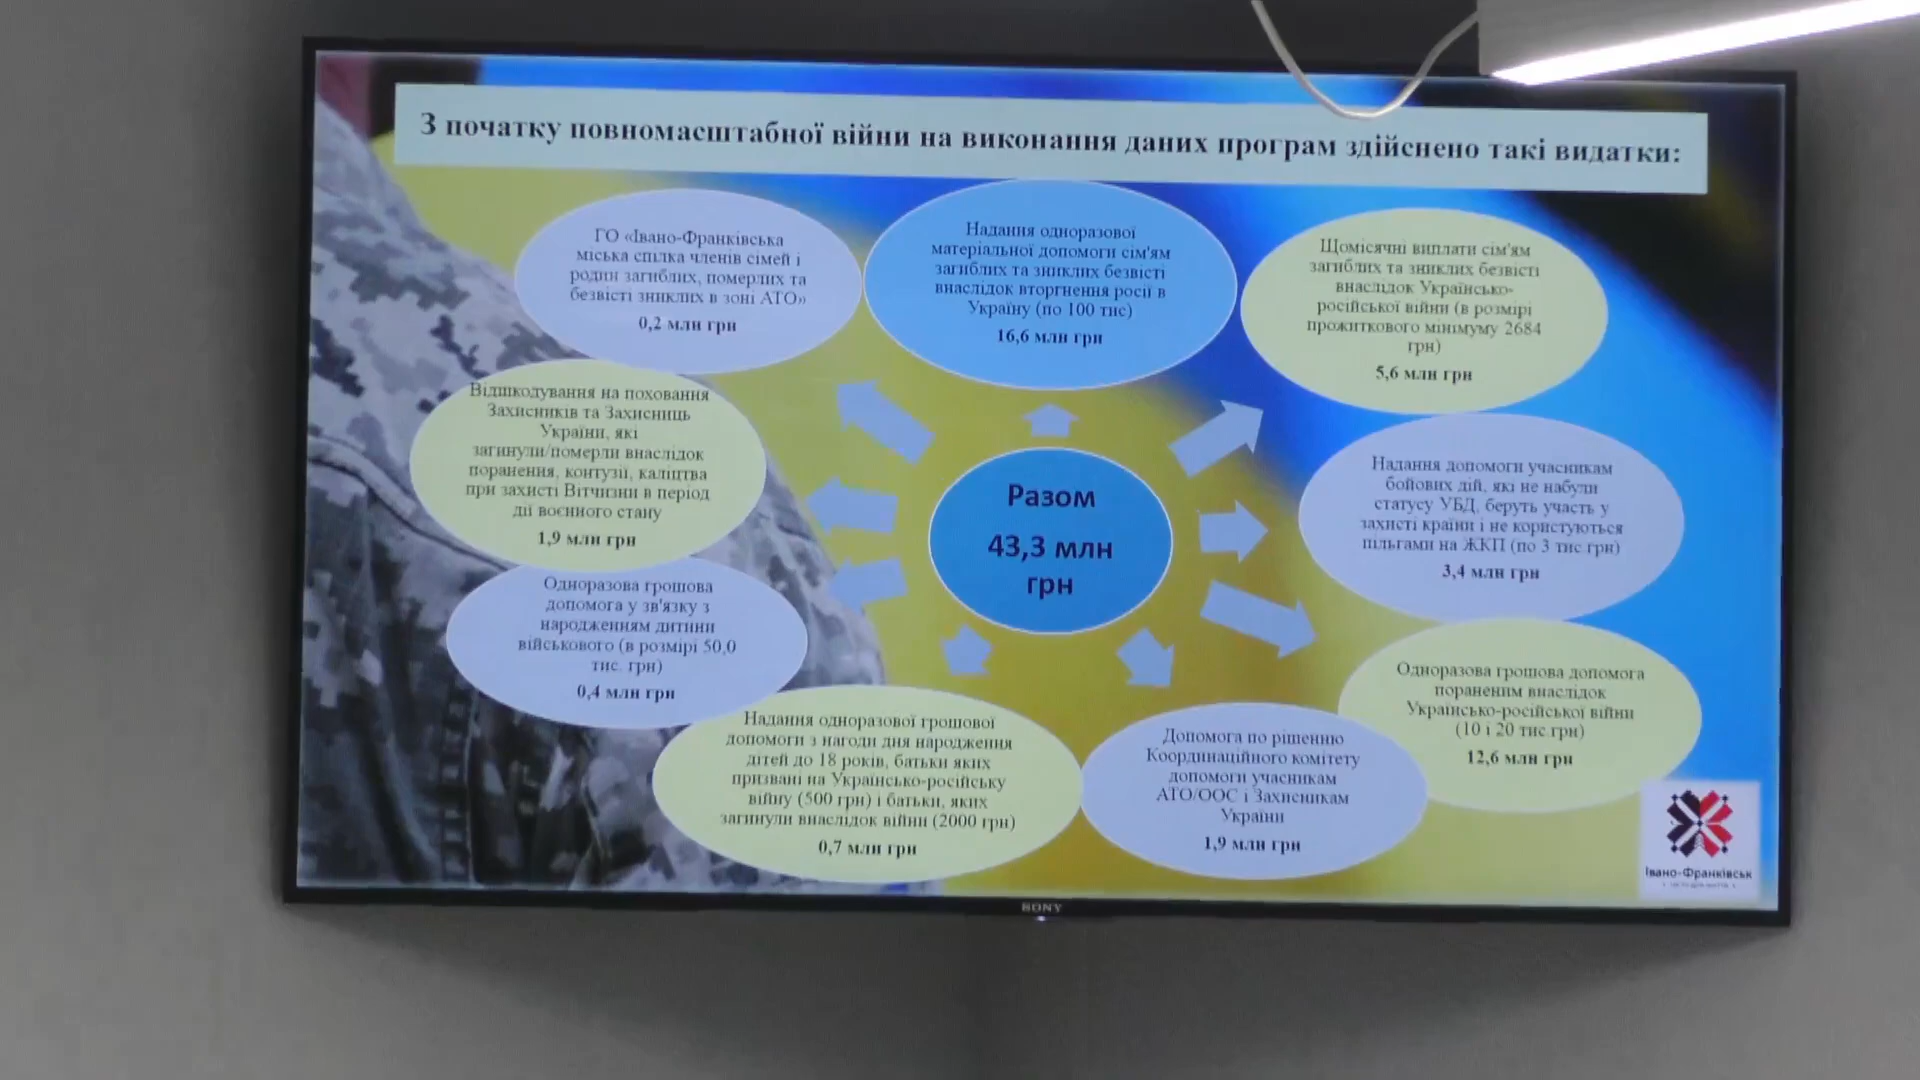 З початку повномасштабної війни на виконання даних програм здійснено такі видатки:
ГО «Івано-Франківська
міська спілка членів сімей і
родин загиблих, померлих та
безвісті зниклих в зоні АТО»
0,2 млн грн
Надання одноразової
матеріальної допомоги сім'ям
загиблих та зниклих безвісті
внаслідок вторгнення росії в
Україну (по 100 тис)
16,6 млн грн
Щомісячні виплати сім'ям
загиблих та зниклих безвісті
внаслідок Українсько-
російської війни (в розмірі
прожиткового мінімуму 2684
грн)
5,6 млн грн
Відшкодування на поховання
Захисників та Захисниць
України, які
загинули/померли внаслідок
поранення, контузії, каліцтва
при захисті Вітчизни в період
дії воєнного стану
1,9 млн грн
Разом
43,3 млн
грн
Надання допомоги учасникам
бойових дій, які не набули
статусу УБД, беруть участь у
захисті країни і не користуються
пільгами на ЖКП (по 3 тис.грн)
3,4 млн грн
Одноразова грошова
допомога у зв'язку з
народженням дитини
військового (в розмірі 50,0
тис. грн)
0,4 млн грн
Одноразова грошова допомога
пораненим внаслідок
Українсько-російської війни
(10 і 20 тис.грн)
12,6 млн грн
Надання одноразової грошової
допомоги з нагоди дня народження
дітей до 18 років, батьки яких
призвані на Українсько-російську
війну (500 грн) і батьки, яких
загинули внаслідок війни (2000 грн)
0,7 млн грн
Допомога по рішенню
Координаційного комітету
допомоги учасникам
АТО/ООС і Захисникам
України
1,9 млн грн
Івано-Франківськ
SONY